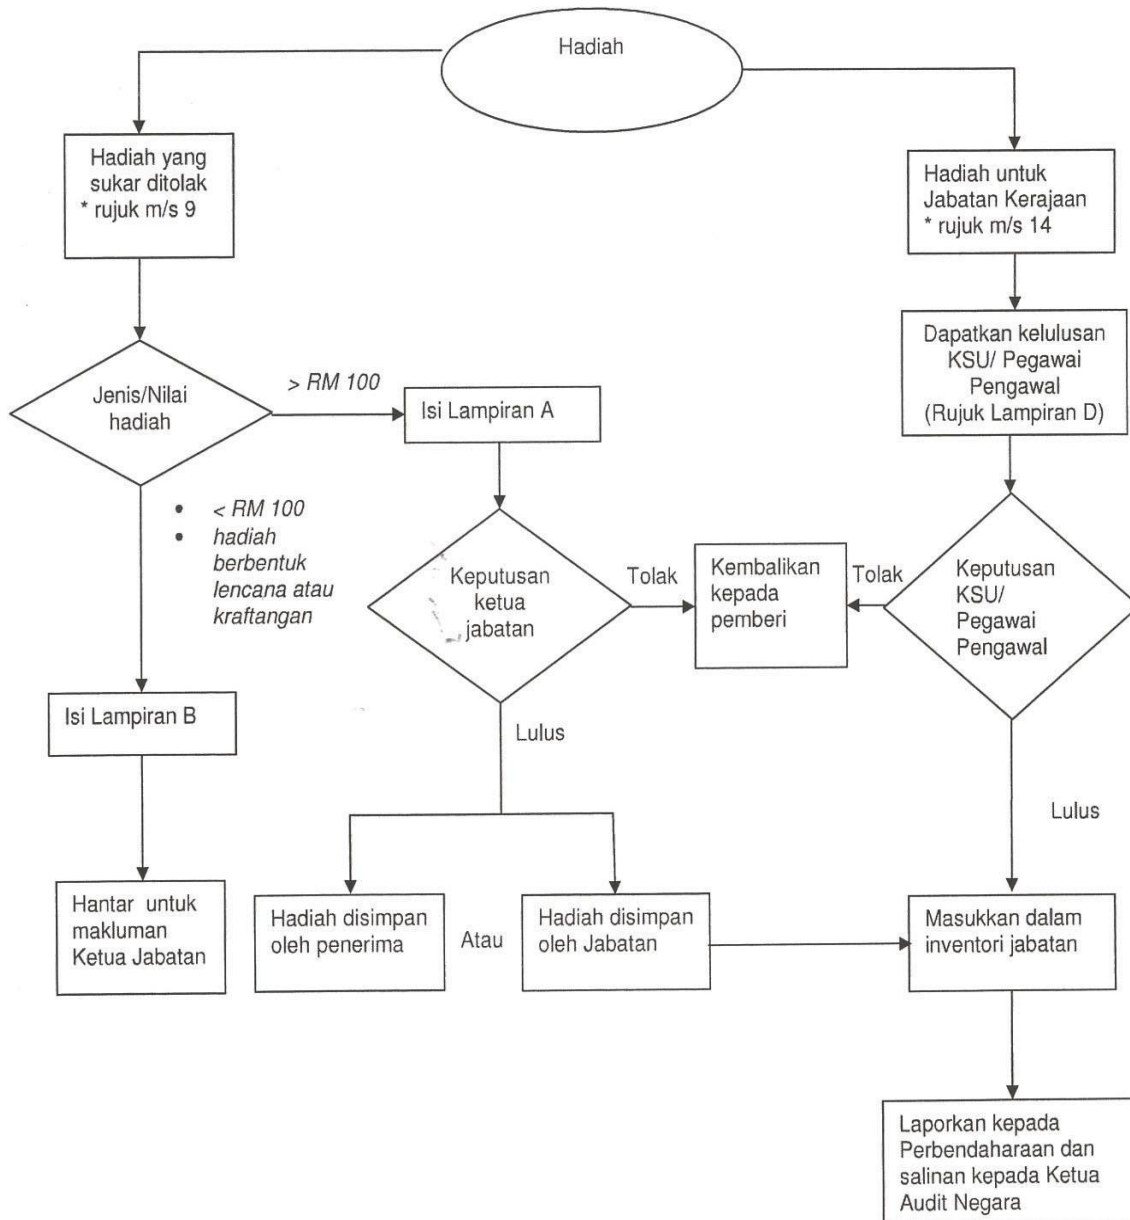 Hadiah
Hadiah yang
sukar ditolak
* rujuk m/s 9
Hadiah untuk
Jabatan Kerajaan
* rujuk m/s 14
Dapatkan kelulusan
KSU/ Pegawai
Pengawal
(Rujuk Lampiran D)
Jenis/Nilai
hadiah
> RM 100
Isi Lampiran A
• < RM 100
• hadiah
berbentuk
lencana atau
kraftangan
Keputusan
ketua
jabatan
Tolak
Kembalikan
kepada
pemberi
Tolak
Keputusan
KSU/
Pegawai
Pengawal
Isi Lampiran B
Lulus
Lulus
Hantar untuk
makluman
Ketua Jabatan
Hadiah disimpan
oleh penerima
Atau
Hadiah disimpan
oleh Jabatan
Masukkan dalam
inventori jabatan
Laporkan kepada
Perbendaharaan dan
salinan kepada Ketua
Audit Negara